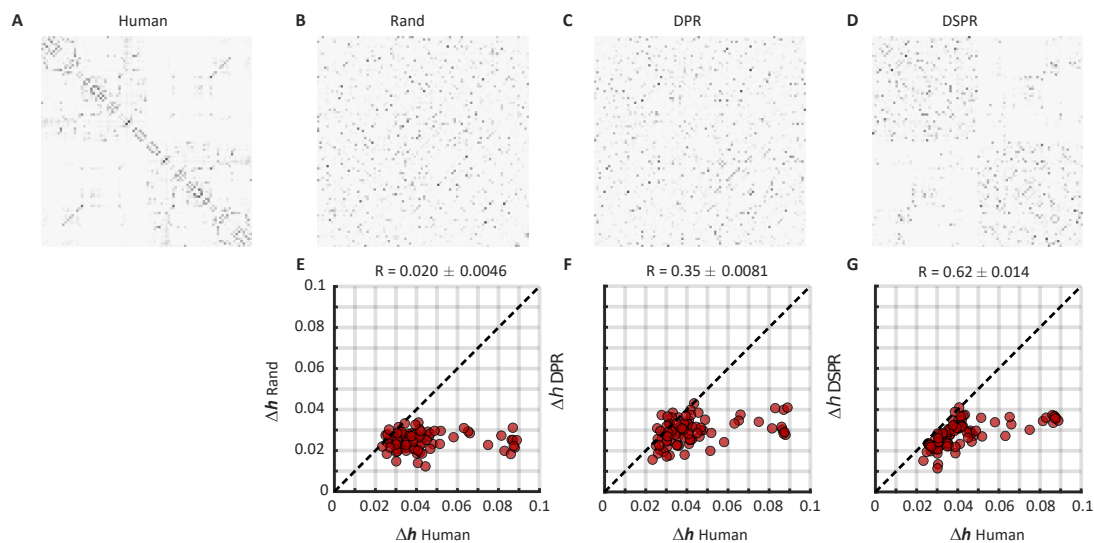 A Human B Rand C DPR D DSPR
E R = 0.020 ± 0.0046
0.1
0.08
0.06
0.04
0.02
0
Δh Rand
0 0.02 0.04 0.06 0.08 0.1
Δh Human
F R = 0.35 ± 0.0081
Δh DPR
0 0.02 0.04 0.06 0.08 0.1
Δh Human
G R = 0.62 ± 0.014
Δh DSPR
0 0.02 0.04 0.06 0.08 0.1
Δh Human